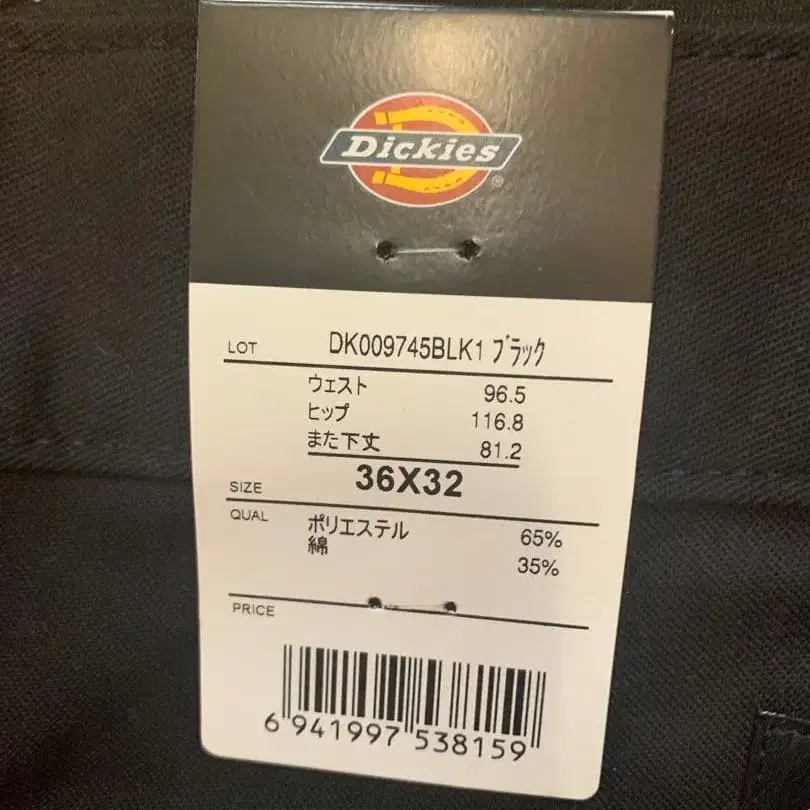 Dickies
®
LOT DK009745BLK1 ブラック
ウェスト 96.5
ヒップ 116.8
また下丈 81.2
SIZE 36X32
QUAL ポリエステル 65%
綿 35%
PRICE
6 941997 538159